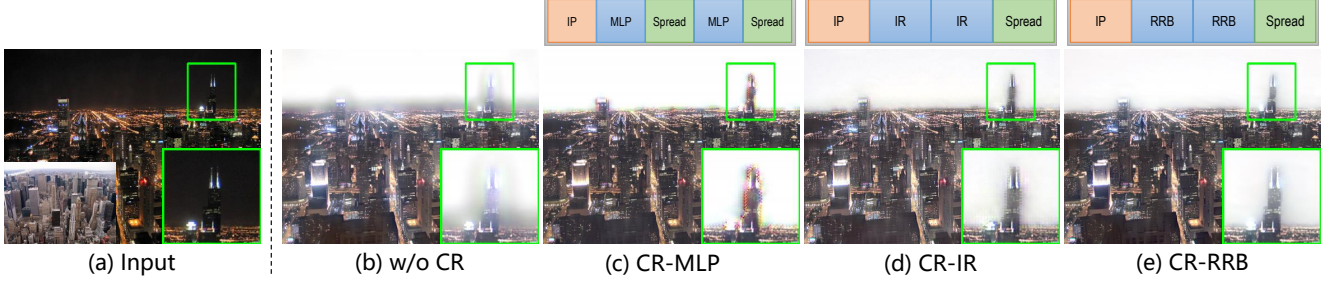 IP MLP Spread MLP Spread
IP IR IR Spread
IP RRB RRB Spread
(a) Input
(b) w/o CR
(c) CR-MLP
(d) CR-IR
(e) CR-RRB